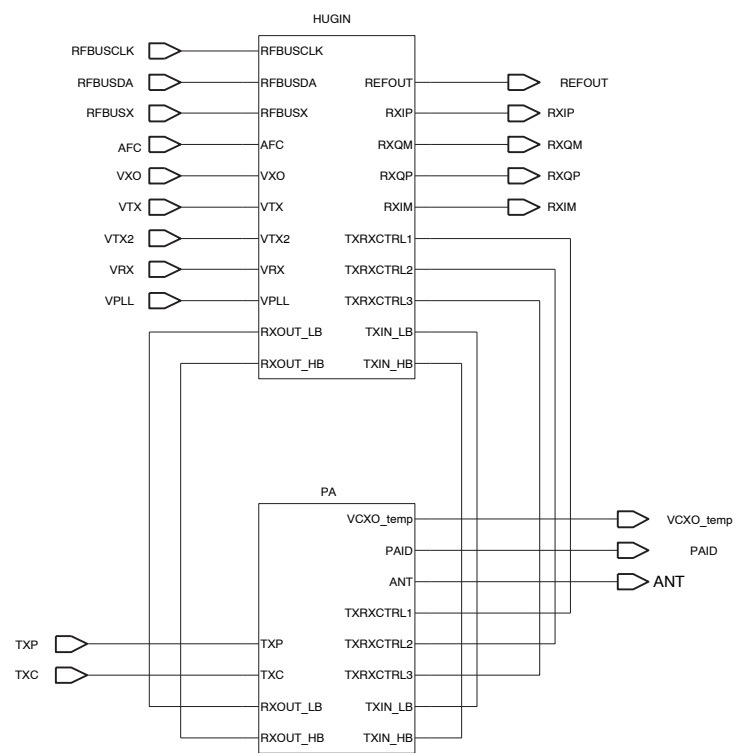 HUGIN
RFBUSCLK RFBUSCLK
RFBUSDA RFBUSDA REFOUT REFOUT
RFBUSX RFBUSX RXIP RXIP
AFC AFC RXQM RXQM
VXO VXO RXQP RXQP
VTX VTX RXIM RXIM
VTX2 VTX2 TXRXCTRL1
VRX VRX TXRXCTRL2
VPLL VPLL TXRXCTRL3
RXOUT_LB TXIN_LB
RXOUT_HB TXIN_HB
PA
VCXO_temp VCXO_temp
PAID PAID
ANT ANT
TXRXCTRL1
TXP TXP TXRXCTRL2
TXC TXC TXRXCTRL3
RXOUT_LB TXIN_LB
RXOUT_HB TXIN_HB